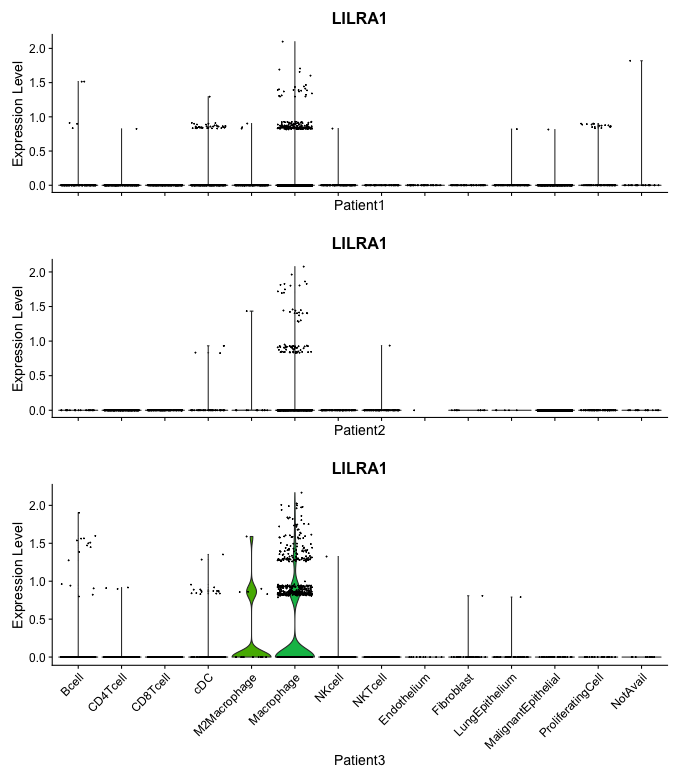 LILRA1
Expression Level
2.0
1.5
1.0
0.5
0.0
Patient1
LILRA1
Expression Level
2.0
1.5
1.0
0.5
0.0
Patient2
LILRA1
Expression Level
2.0
1.5
1.0
0.5
0.0
Bcell
CD4Tcell
CD8Tcell
cDC
M2Macrophage
Macrophage
NKcell
NKTcell
Endothelium
Fibroblast
LungEpithelium
MalignantEpithelial
ProliferatingCell
NotAvail
Patient3